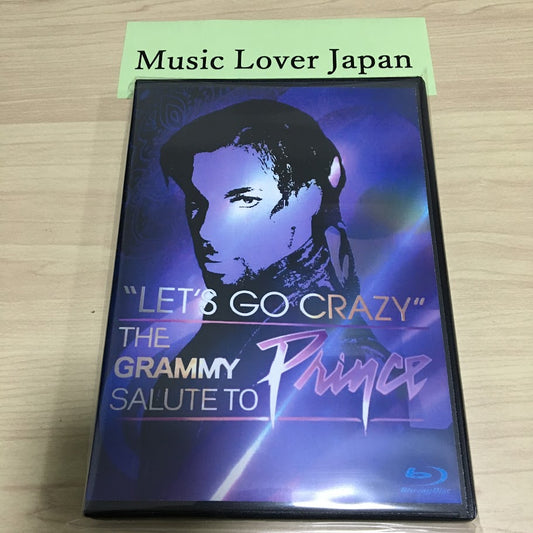 Music Lover Japan
"LET'S GO CRAZY"
THE
GRAMMY
SALUTE TO Prince
Blu-ray Disc